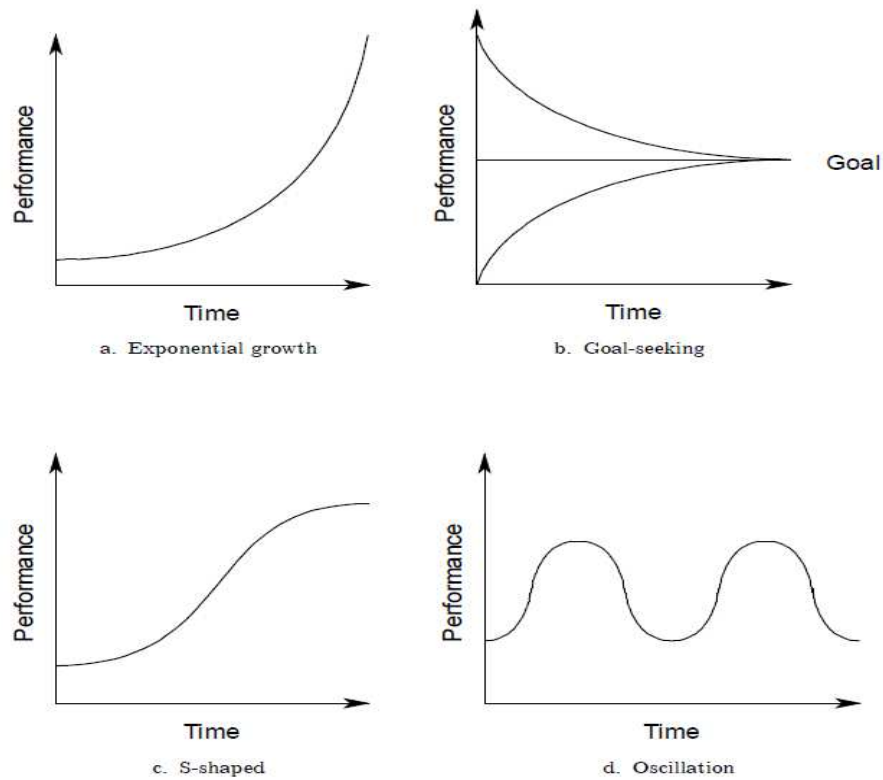 Performance
Time
a. Exponential growth
Performance
Goal
Time
b. Goal-seeking
Performance
Time
c. S-shaped
Performance
Time
d. Oscillation